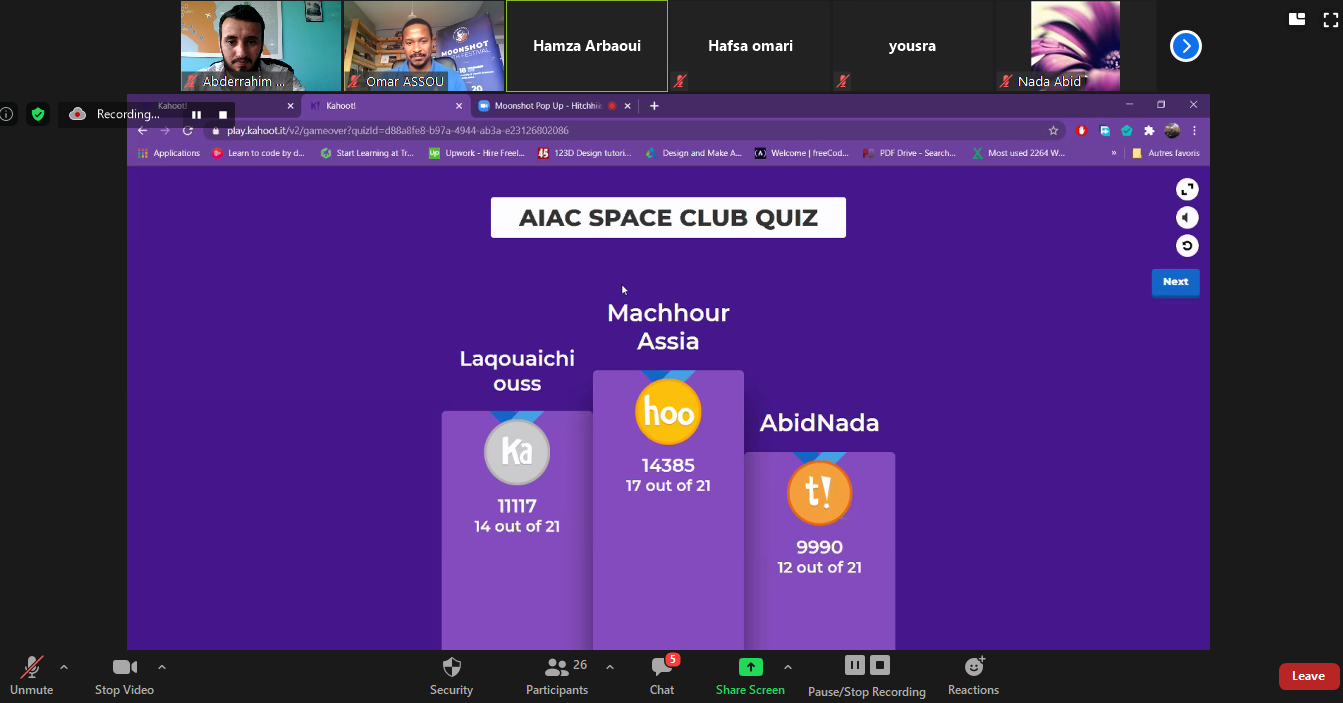 MOONSHOT
Abderrahim ...
Omar ASSOU
Hamza Arbaoui
Hafsa omari
yousra
Nada Abid
Recording...
Kahoot!
Kahoot!
Moonshot Pop Up - Hitchhik
play.kahoot.it/v2/gameover?quizId=d88a8fe8-b97a-4944-ab3a-e23126802086
Applications
Learn to code by d...
Start Learning at Tr...
Up
Upwork - Hire Freel...
123D Design tutori...
Design and Make A...
Welcome | freeCod...
PDF Drive - Search...
Most used 2264 W...
»
Autres favoris
AIAC SPACE CLUB QUIZ
Next
Machhour
Assia
Laqouaichi
ouss
AbidNada
hoo
14385
17 out of 21
Ka
11117
14 out of 21
t!
9990
12 out of 21
Unmute
Stop Video
Security
26
Participants
5
Chat
Share Screen
Pause/Stop Recording
Reactions
Leave